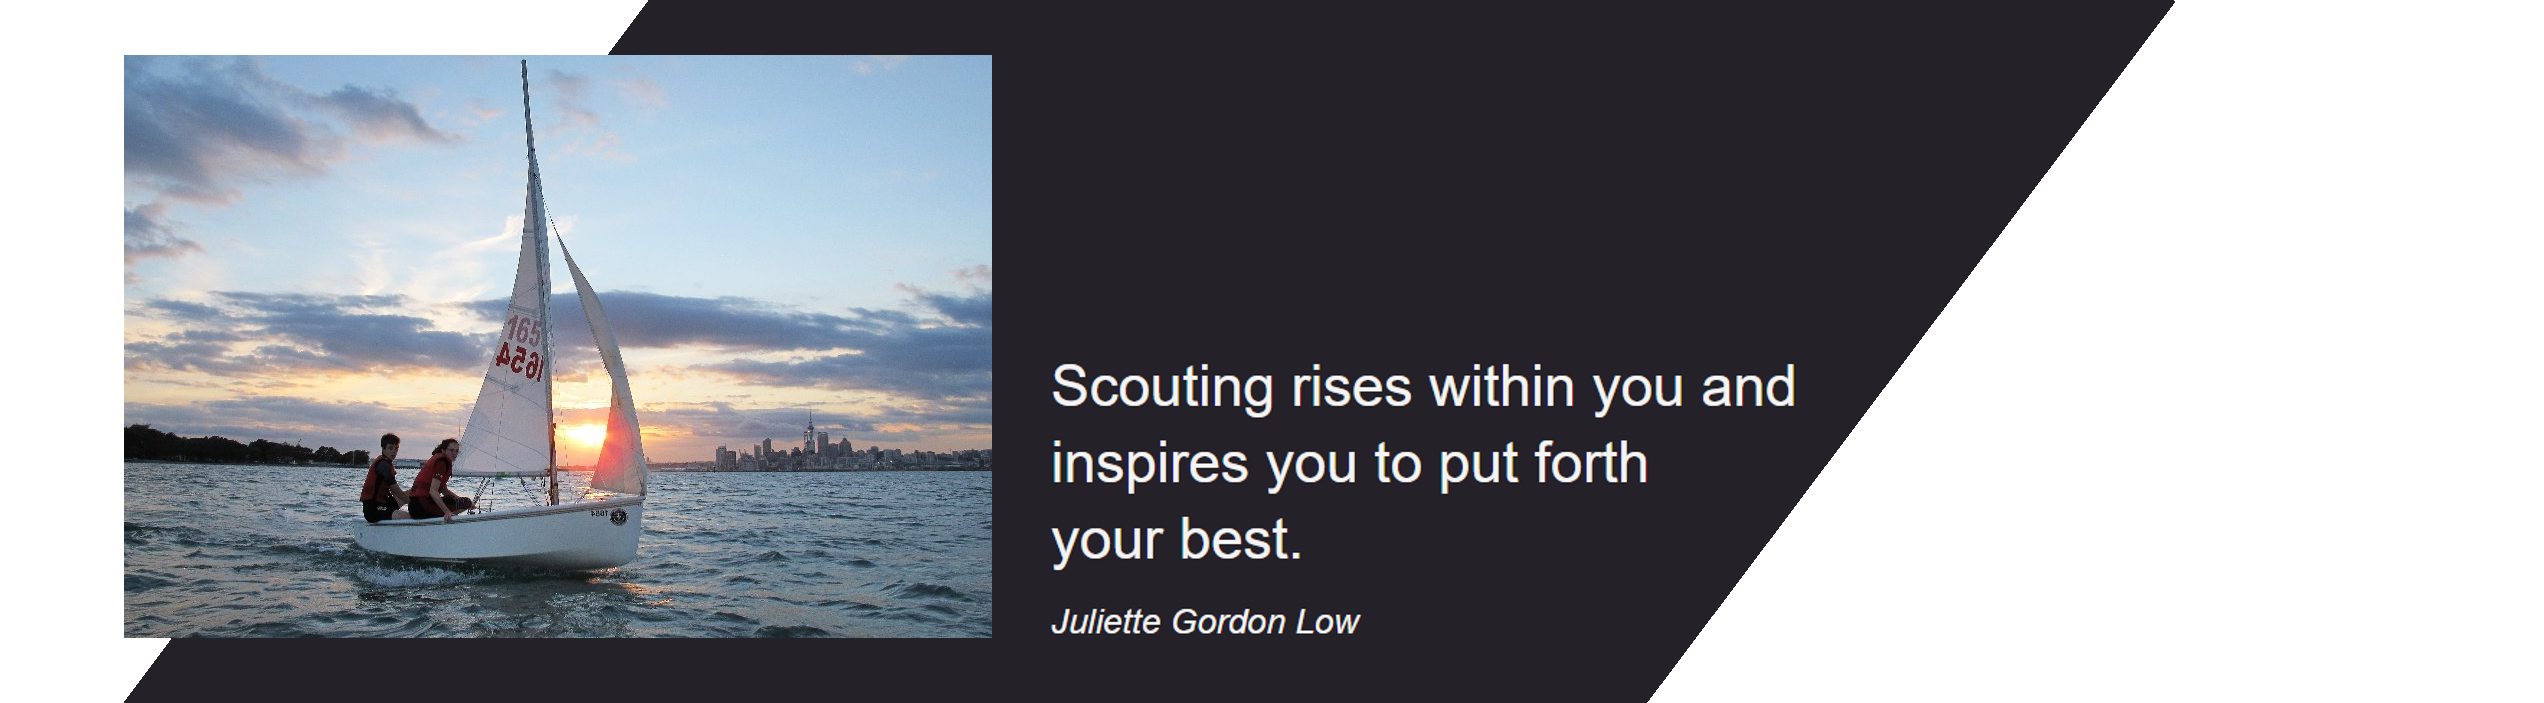 165
1654
Scouting rises within you and
inspires you to put forth
your best.
Juliette Gordon Low